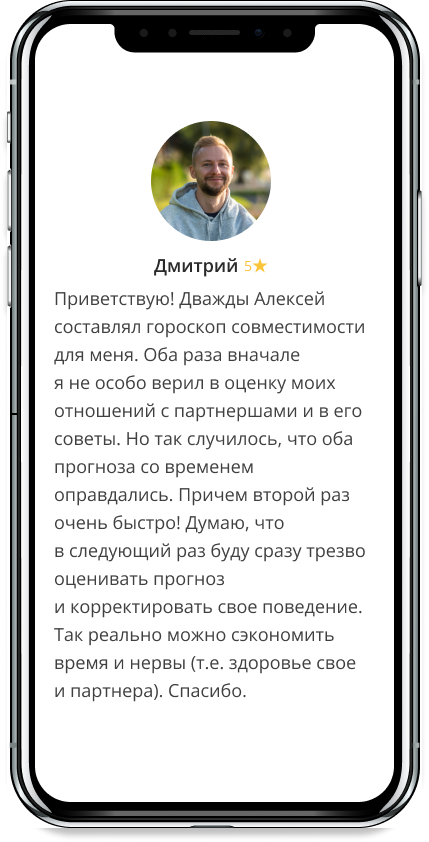 Дмитрий 5★
Приветствую! Дважды Алексей
составлял гороскоп совместимости
для меня. Оба раза вначале
я не особо верил в оценку моих
отношений с партнершами и в его
советы. Но так случилось, что оба
прогноза со временем
оправдались. Причем второй раз
очень быстро! Думаю, что
в следующий раз буду сразу трезво
оценивать прогноз
и корректировать свое поведение.
Так реально можно сэкономить
время и нервы (т.е. здоровье свое
и партнера). Спасибо.